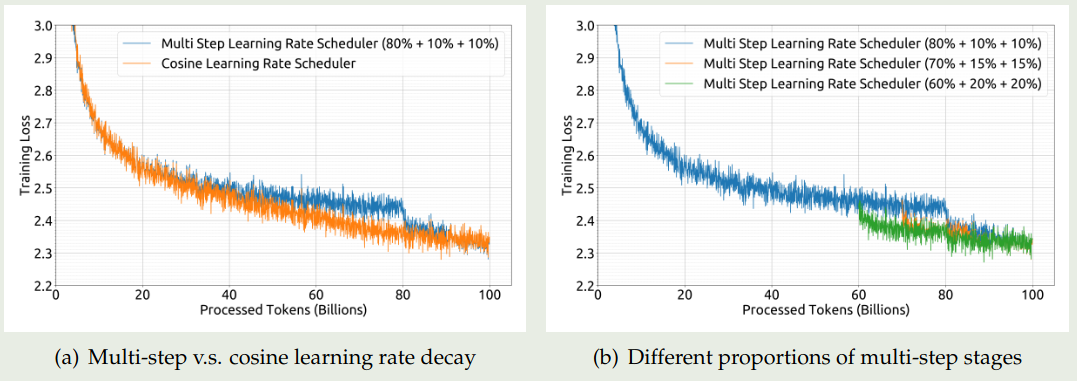 3.0
2.9
2.8
2.7
2.6
2.5
2.4
2.3
2.2
Training Loss
Multi Step Learning Rate Scheduler (80% + 10% + 10%)
Cosine Learning Rate Scheduler
0 20 40 60 80 100
Processed Tokens (Billions)
(a) Multi-step v.s. cosine learning rate decay
3.0
2.9
2.8
2.7
2.6
2.5
2.4
2.3
2.2
Training Loss
Multi Step Learning Rate Scheduler (80% + 10% + 10%)
Multi Step Learning Rate Scheduler (70% + 15% + 15%)
Multi Step Learning Rate Scheduler (60% + 20% + 20%)
0 20 40 60 80 100
Processed Tokens (Billions)
(b) Different proportions of multi-step stages